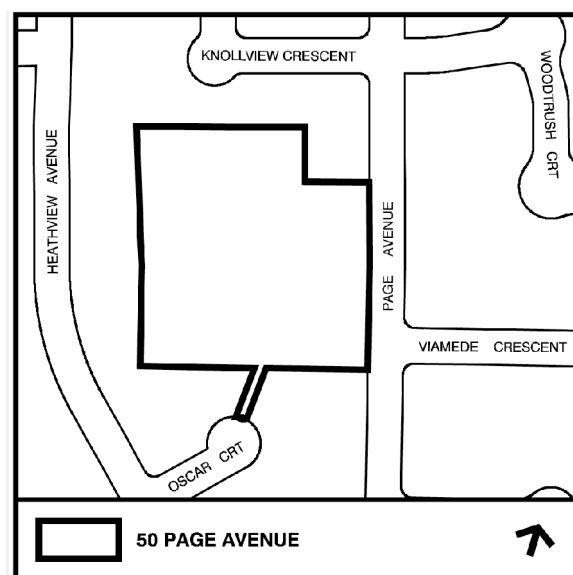 KNOLLVIEW CRESCENT
WOODTRUSH CRT
HEATHVIEW AVENUE
PAGE AVENUE
VIAMEDE CRESCENT
OSCAR CRT
50 PAGE AVENUE